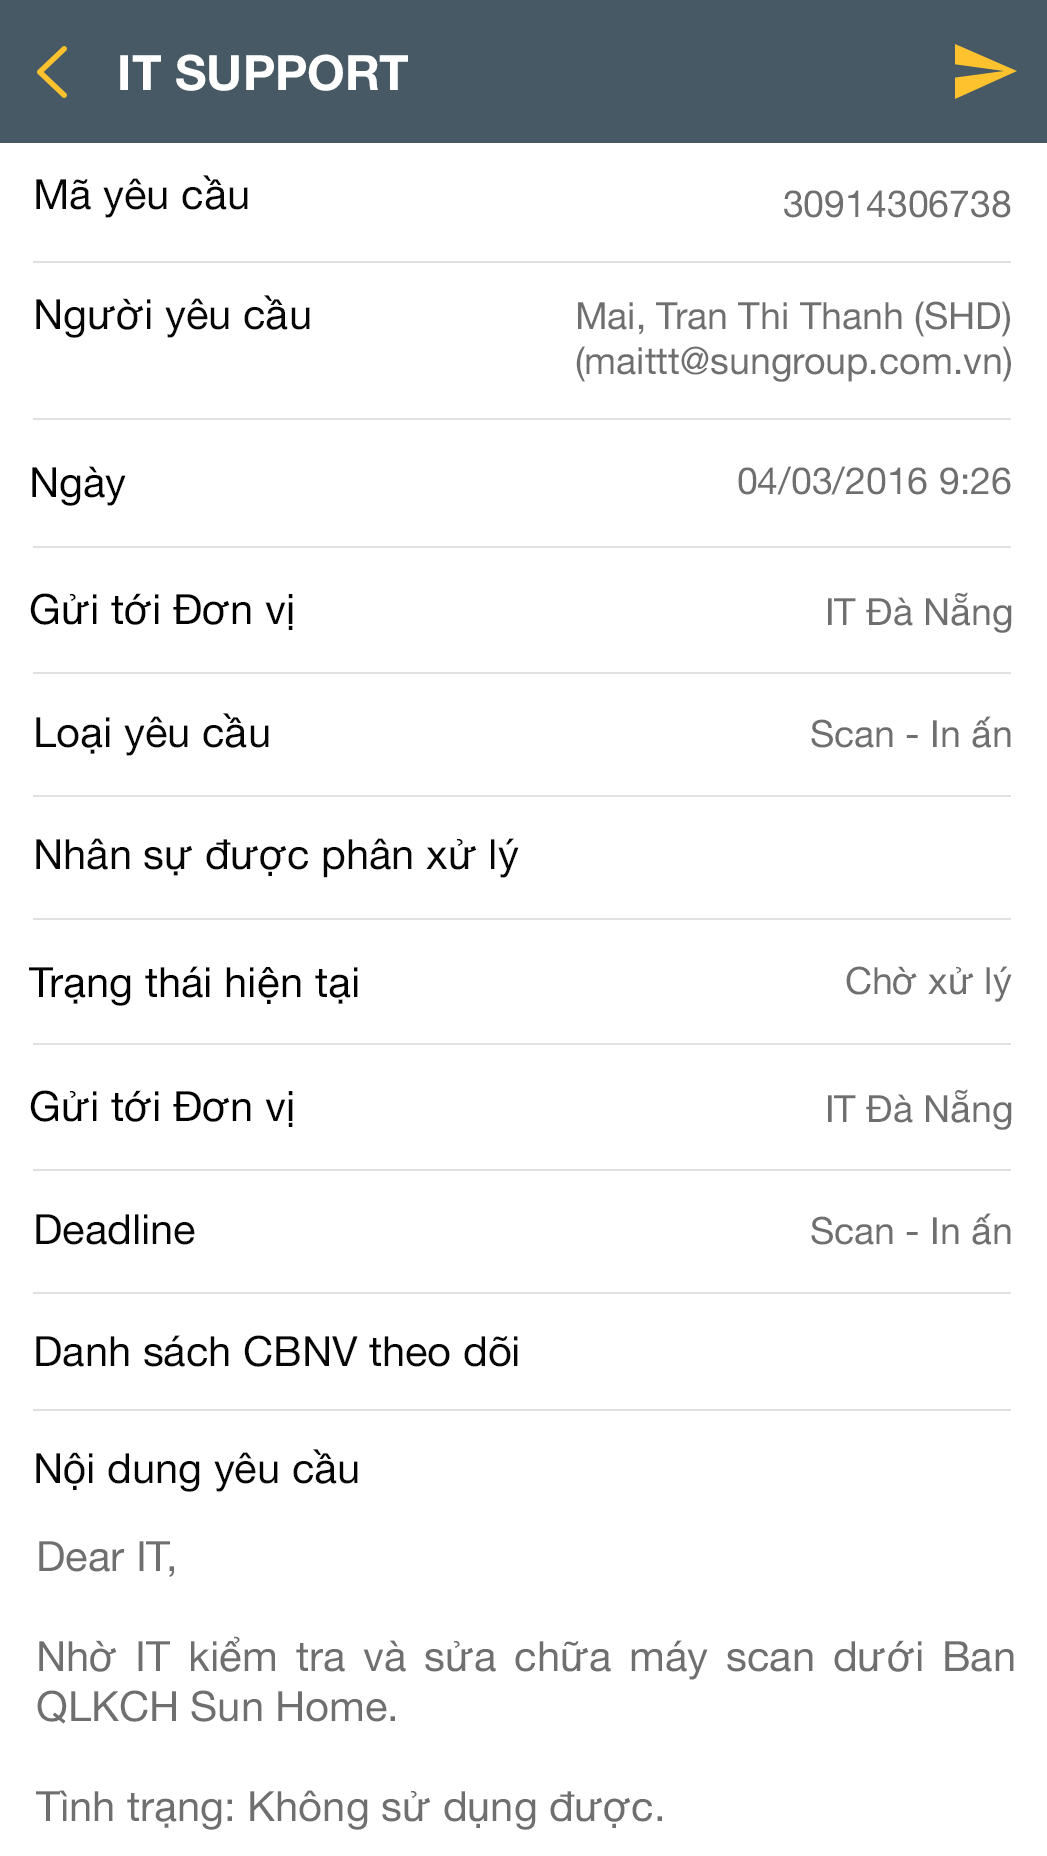 IT SUPPORT
Mã yêu cầu
30914306738
Người yêu cầu
Mai, Tran Thi Thanh (SHD)
(maittt@sungroup.com.vn)
Ngày
04/03/2016 9:26
Gửi tới Đơn vị
IT Đà Nẵng
Loại yêu cầu
Scan - In ấn
Nhân sự được phân xử lý
Trạng thái hiện tại
Chờ xử lý
Gửi tới Đơn vị
IT Đà Nẵng
Deadline
Scan - In ấn
Danh sách CBNV theo dõi
Nội dung yêu cầu
Dear IT,
Nhờ IT kiểm tra và sửa chữa máy scan dưới Ban
QLKCH Sun Home.
Tình trạng: Không sử dụng được.